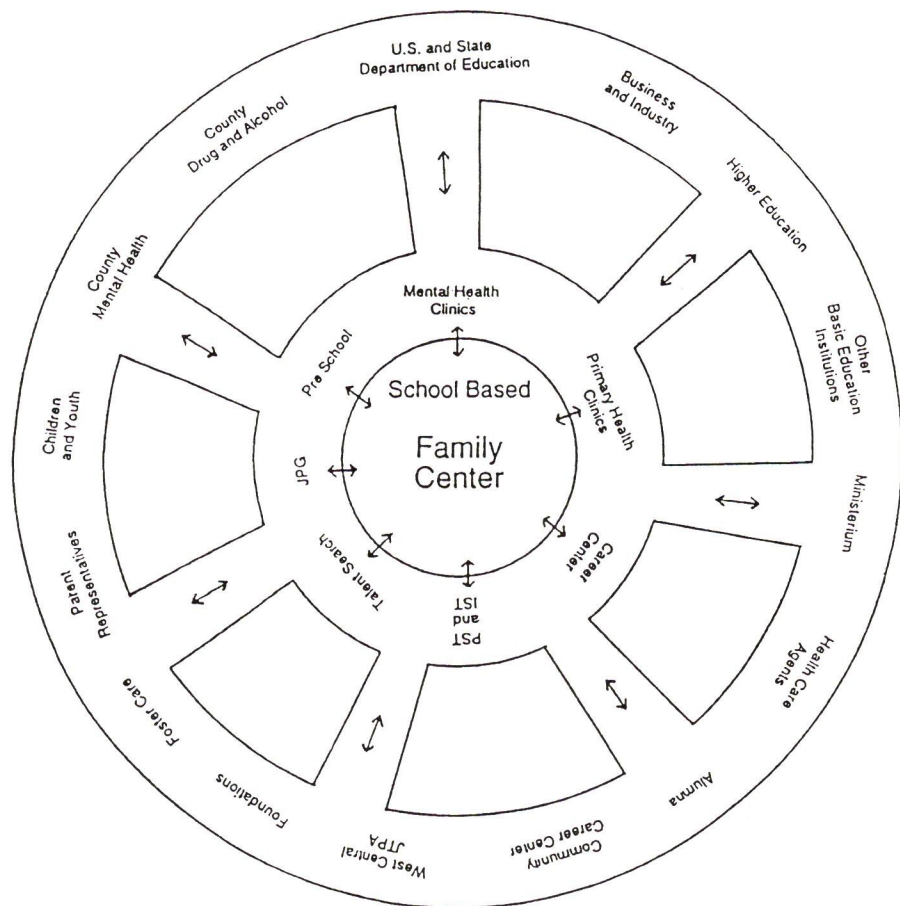 U.S. and State
Department of Education
Business
and Industry
Higher Education
Other
Basic Education
Institutions
Ministerium
Health Care
Agents
Alumna
Community
Career Center
West Central
JTPA
Foundations
Foster Care
Parent
Representatives
Children
and Youth
County
Mental Health
County
Drug and Alcohol
Mental Health
Clinics
Primary Health
Clinics
Career
Center
PST
and
IST
Talent Search
JPG
Pre School
School Based
Family
Center